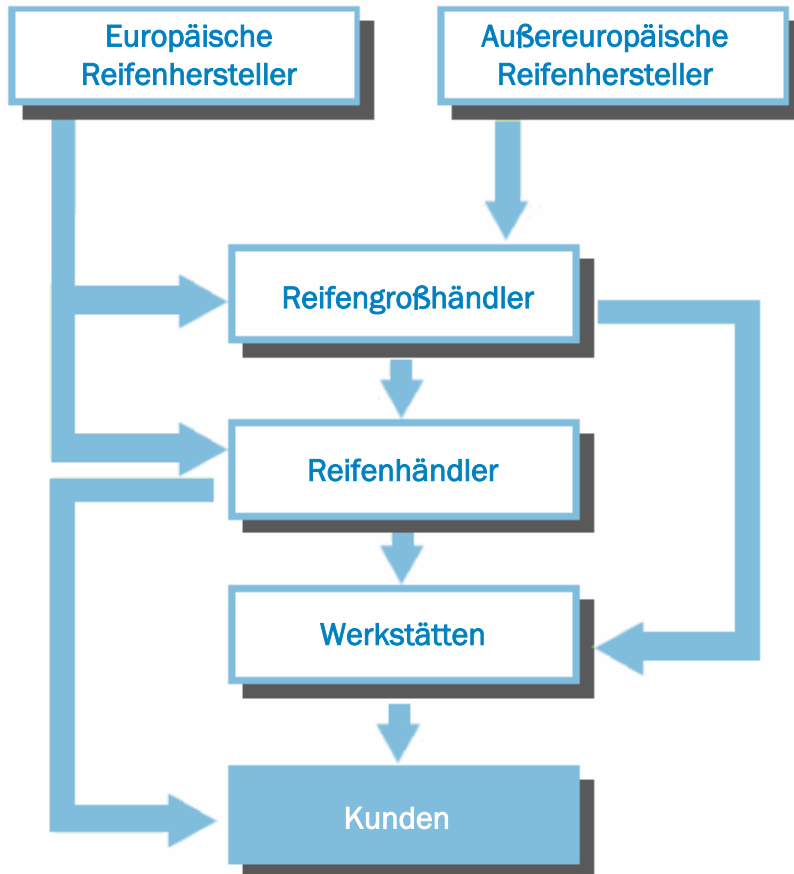 Europäische
Reifenhersteller
Außereuropäische
Reifenhersteller
Reifengroßhändler
Reifenhändler
Werkstätten
Kunden